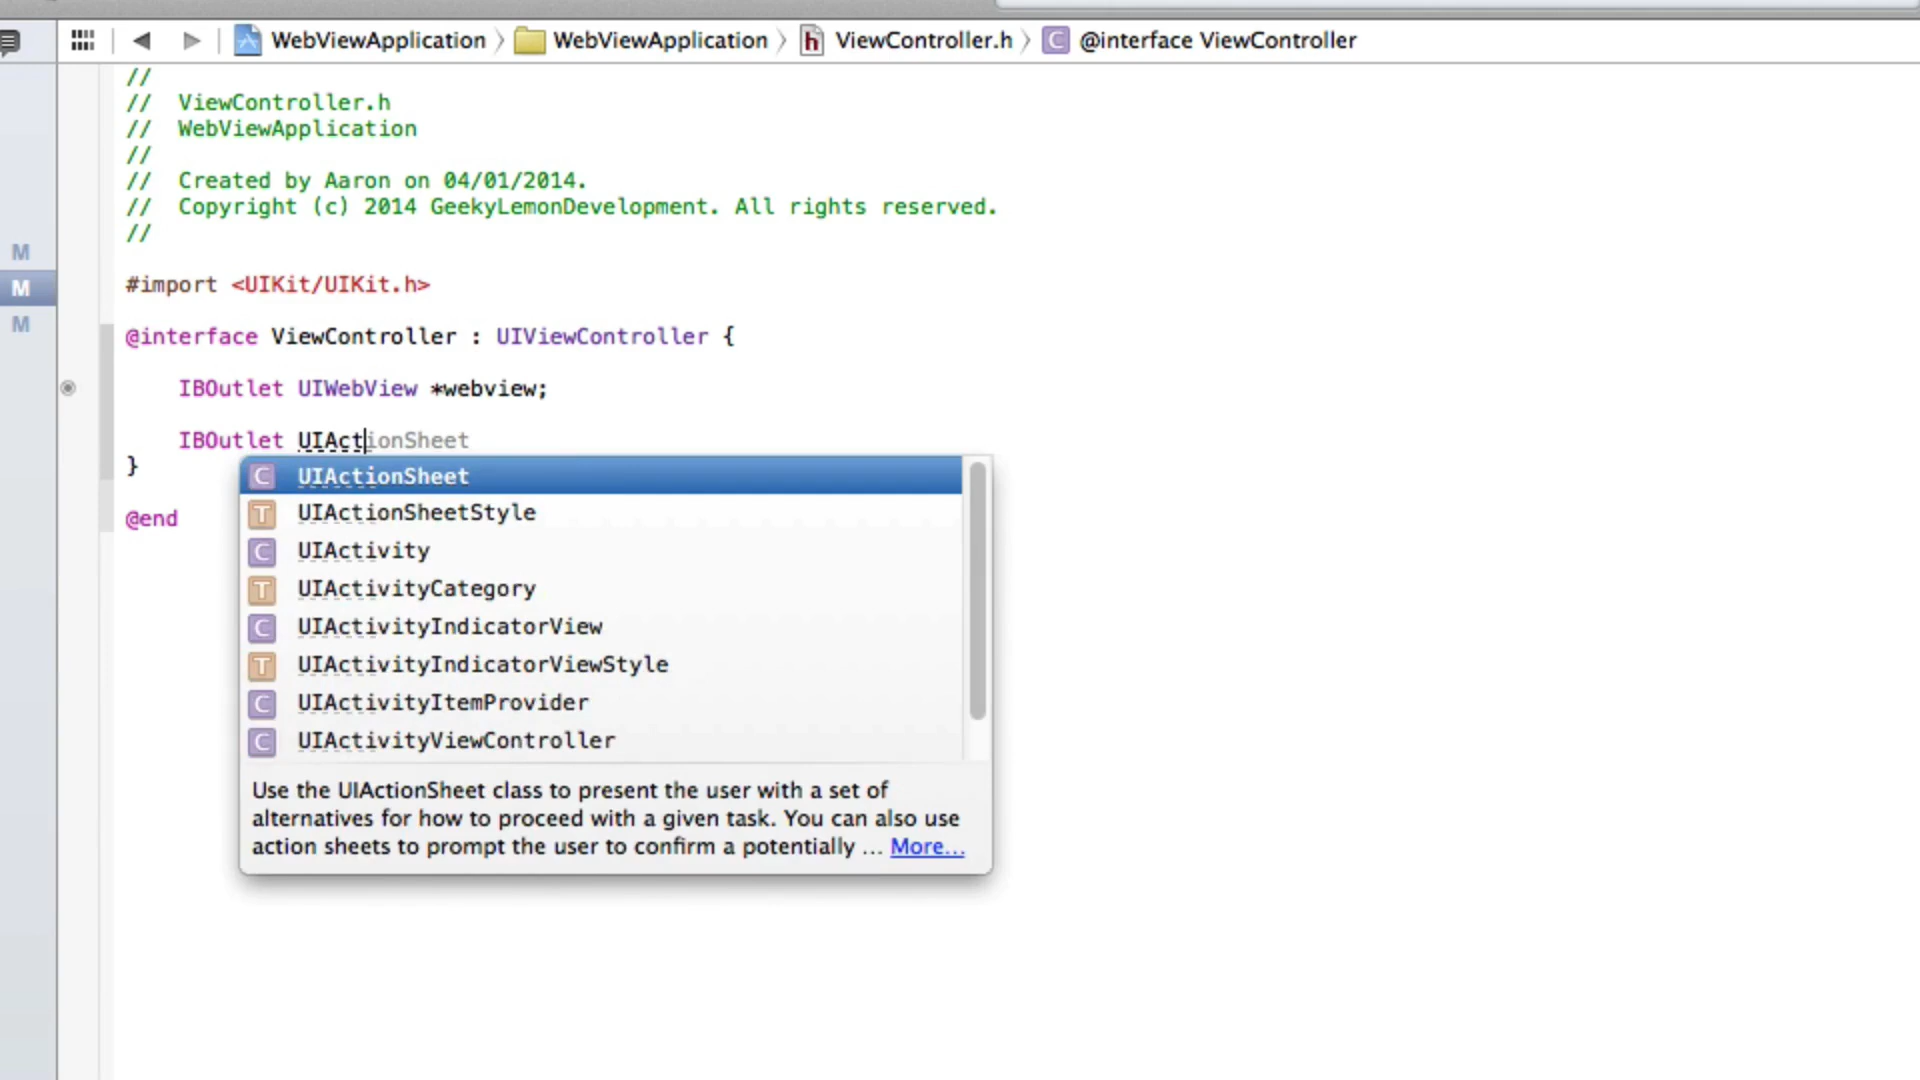 WebViewApplication WebViewApplication h ViewController.h C @interface ViewController
//
// ViewController.h
// WebViewApplication
//
// Created by Aaron on 04/01/2014.
// Copyright (c) 2014 GeekyLemonDevelopment. All rights reserved.
//
M
#import <UIKit/UIKit.h>
M
M
@interface ViewController : UIViewController {
IBOutlet UIWebView *webview;
IBOutlet UIActionSheet
}
C UIActionSheet
T UIActionSheetStyle
@end
C UIActivity
T UIActivityCategory
C UIActivityIndicatorView
T UIActivityIndicatorViewStyle
C UIActivityItemProvider
C UIActivityViewController
Use the UIActionSheet class to present the user with a set of
alternatives for how to proceed with a given task. You can also use
action sheets to prompt the user to confirm a potentially ... More...